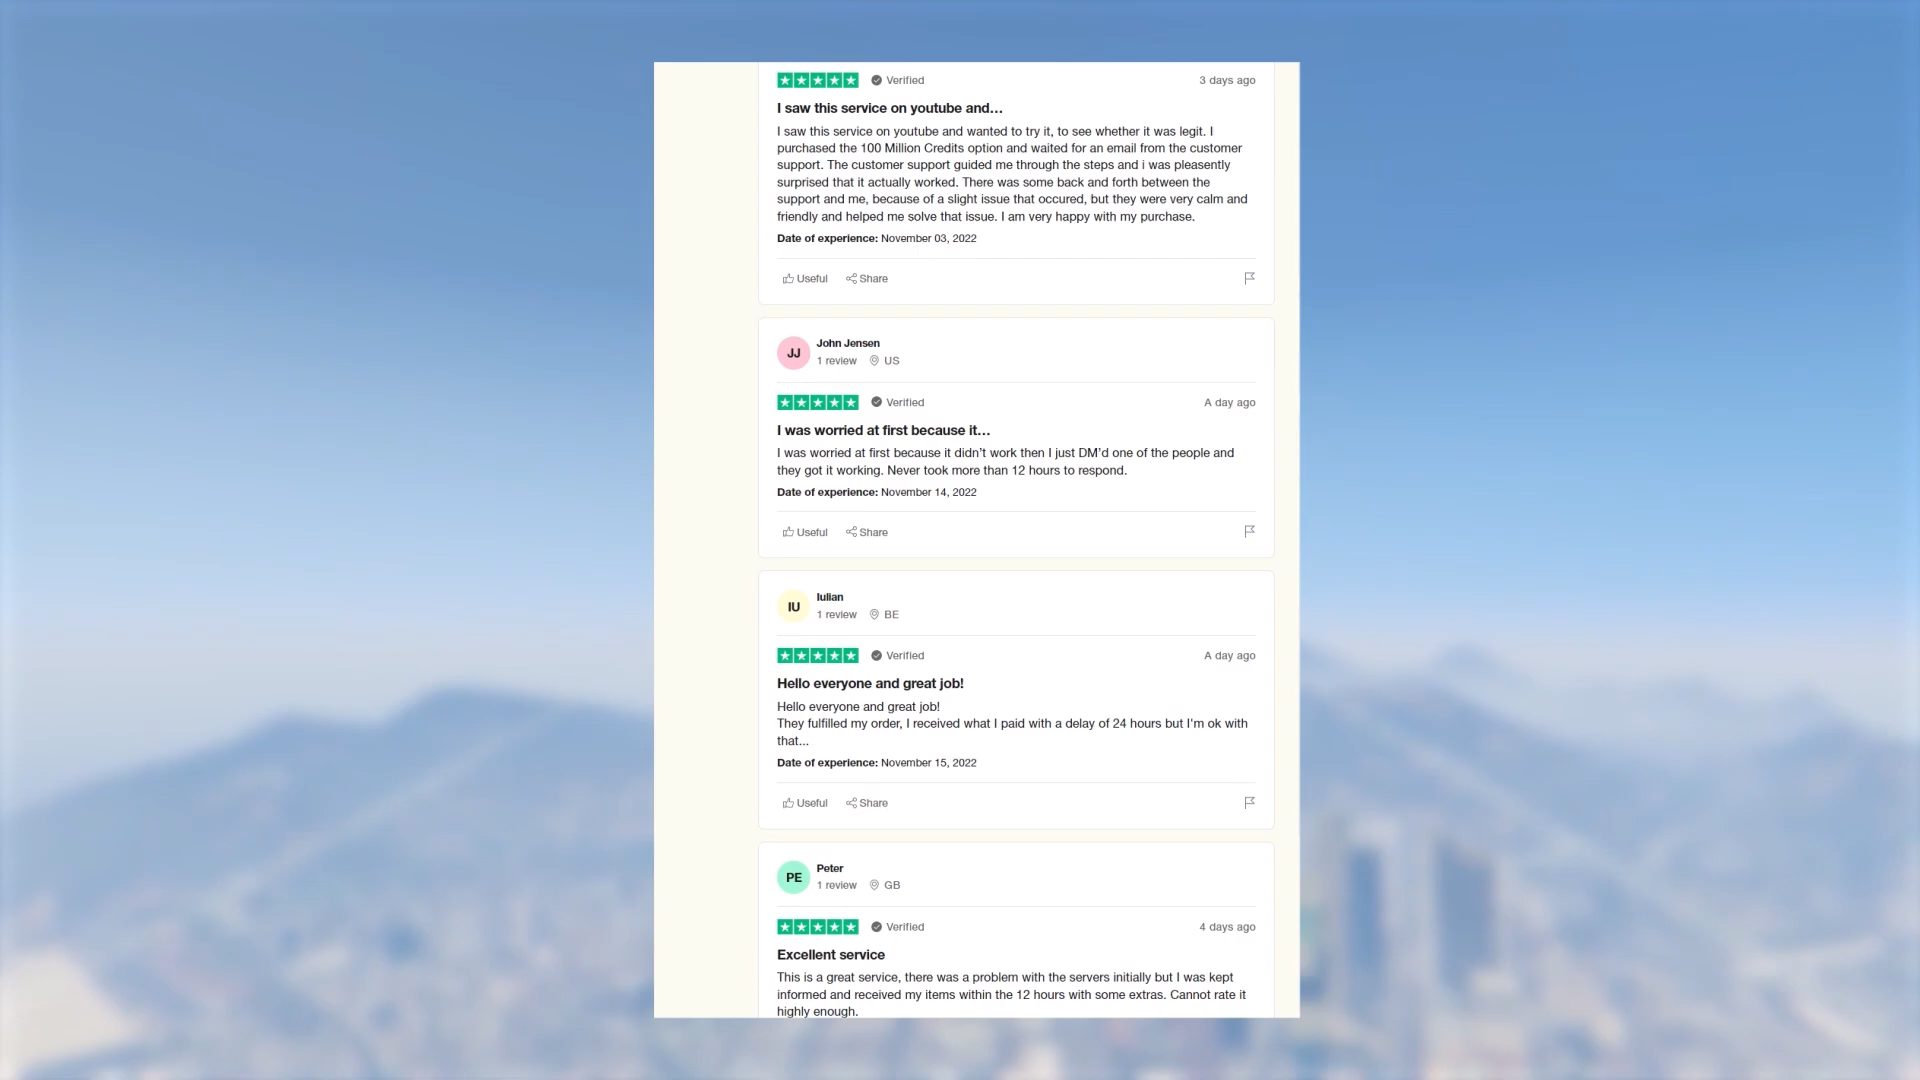 Verified 3 days ago
I saw this service on youtube and…
I saw this service on youtube and wanted to try it, to see whether it was legit. I
purchased the 100 Million Credits option and waited for an email from the customer
support. The customer support guided me through the steps and i was pleasently
surprised that it actually worked. There was some back and forth between the
support and me, because of a slight issue that occured, but they were very calm and
friendly and helped me solve that issue. I am very happy with my purchase.
Date of experience: November 03, 2022
Useful Share
JJ John Jensen
1 review US
Verified A day ago
I was worried at first because it…
I was worried at first because it didn’t work then I just DM’d one of the people and
they got it working. Never took more than 12 hours to respond.
Date of experience: November 14, 2022
Useful Share
IU Iulian
1 review BE
Verified A day ago
Hello everyone and great job!
Hello everyone and great job!
They fulfilled my order, I received what I paid with a delay of 24 hours but I'm ok with
that...
Date of experience: November 15, 2022
Useful Share
PE Peter
1 review GB
Verified 4 days ago
Excellent service
This is a great service, there was a problem with the servers initially but I was kept
informed and received my items within the 12 hours with some extras. Cannot rate it
highly enough.